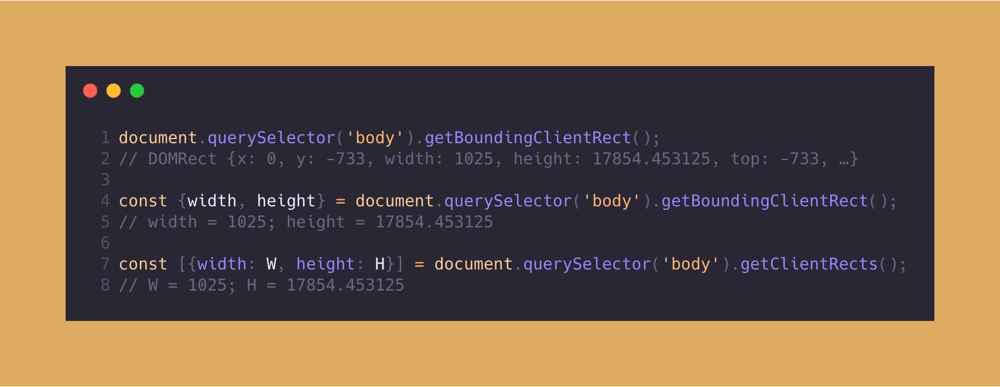 1 document.querySelector('body').getBoundingClientRect();
2 // DOMRect {x: 0, y: -733, width: 1025, height: 17854.453125, top: -733, …}
3
4 const {width, height} = document.querySelector('body').getBoundingClientRect();
5 // width = 1025; height = 17854.453125
6
7 const [{width: W, height: H}] = document.querySelector('body').getClientRects();
8 // W = 1025; H = 17854.453125